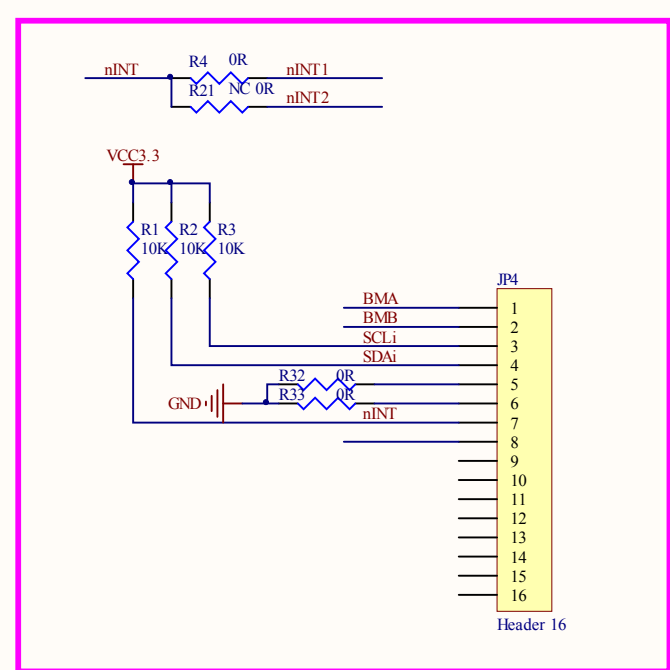 R4 0R
nINT nINT1
R21 NC 0R
nINT2
VCC3.3
R1 R2 R3
10K 10K 10K
JP4
BMA 1
BMB 2
SCLi 3
SDAi 4
R32 0R 5
R33 0R 6
GND
nINT 7
8
9
10
11
12
13
14
15
16
Header 16